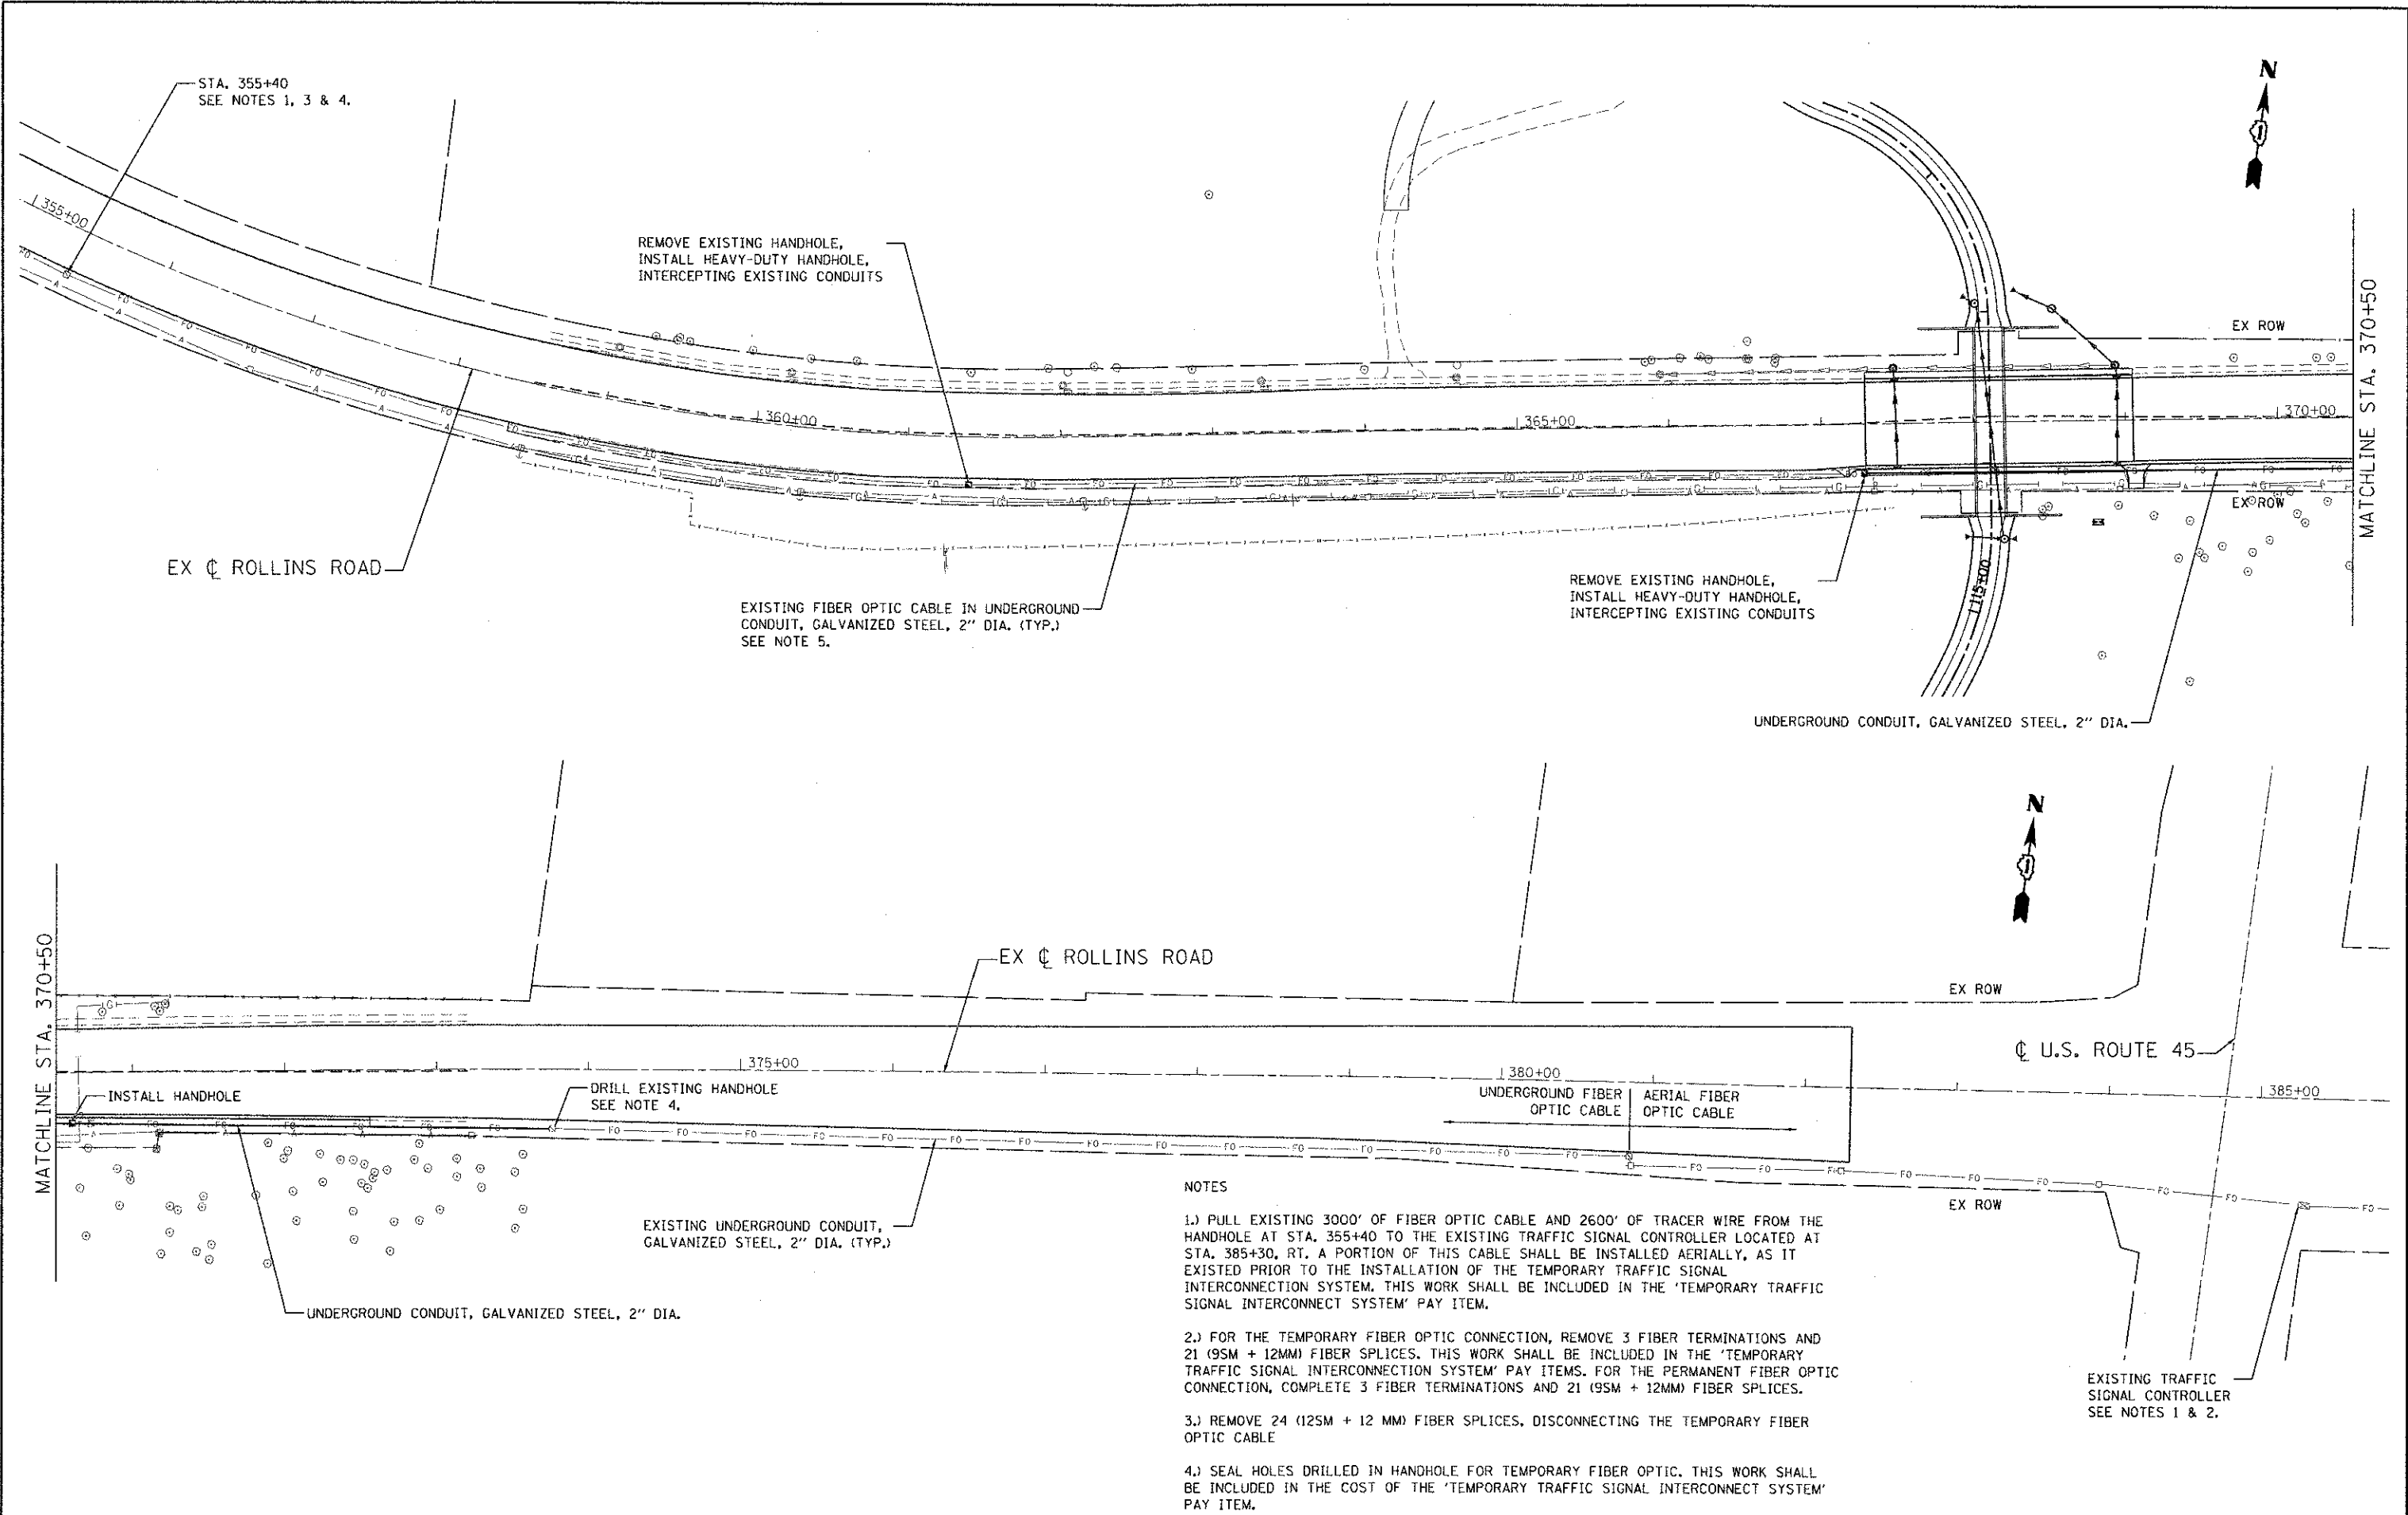 STA. 355+40
SEE NOTES 1, 3 & 4.
N
355+00
REMOVE EXISTING HANDHOLE,
INSTALL HEAVY-DUTY HANDHOLE,
INTERCEPTING EXISTING CONDUITS
EX ROW
MATCHLINE STA. 370+50
360+00
365+00
370+00
EX ROW
EX ℄ ROLLINS ROAD
EXISTING FIBER OPTIC CABLE IN UNDERGROUND
CONDUIT, GALVANIZED STEEL, 2" DIA. (TYP.)
SEE NOTE 5.
REMOVE EXISTING HANDHOLE,
INSTALL HEAVY-DUTY HANDHOLE,
INTERCEPTING EXISTING CONDUITS
115+00
UNDERGROUND CONDUIT, GALVANIZED STEEL, 2" DIA.
N
MATCHLINE STA. 370+50
EX ℄ ROLLINS ROAD
EX ROW
℄ U.S. ROUTE 45
375+00
380+00
385+00
INSTALL HANDHOLE
DRILL EXISTING HANDHOLE
SEE NOTE 4.
UNDERGROUND FIBER
OPTIC CABLE
AERIAL FIBER
OPTIC CABLE
EXISTING UNDERGROUND CONDUIT,
GALVANIZED STEEL, 2" DIA. (TYP.)
EX ROW
UNDERGROUND CONDUIT, GALVANIZED STEEL, 2" DIA.
NOTES
1.) PULL EXISTING 3000' OF FIBER OPTIC CABLE AND 2600' OF TRACER WIRE FROM THE
HANDHOLE AT STA. 355+40 TO THE EXISTING TRAFFIC SIGNAL CONTROLLER LOCATED AT
STA. 385+30, RT. A PORTION OF THIS CABLE SHALL BE INSTALLED AERIALLY, AS IT
EXISTED PRIOR TO THE INSTALLATION OF THE TEMPORARY TRAFFIC SIGNAL
INTERCONNECTION SYSTEM. THIS WORK SHALL BE INCLUDED IN THE 'TEMPORARY TRAFFIC
SIGNAL INTERCONNECT SYSTEM' PAY ITEM.
2.) FOR THE TEMPORARY FIBER OPTIC CONNECTION, REMOVE 3 FIBER TERMINATIONS AND
21 (9SM + 12MM) FIBER SPLICES. THIS WORK SHALL BE INCLUDED IN THE 'TEMPORARY
TRAFFIC SIGNAL INTERCONNECTION SYSTEM' PAY ITEMS. FOR THE PERMANENT FIBER OPTIC
CONNECTION, COMPLETE 3 FIBER TERMINATIONS AND 21 (9SM + 12MM) FIBER SPLICES.
3.) REMOVE 24 (12SM + 12 MM) FIBER SPLICES, DISCONNECTING THE TEMPORARY FIBER
OPTIC CABLE
4.) SEAL HOLES DRILLED IN HANDHOLE FOR TEMPORARY FIBER OPTIC. THIS WORK SHALL
BE INCLUDED IN THE COST OF THE 'TEMPORARY TRAFFIC SIGNAL INTERCONNECT SYSTEM'
PAY ITEM.
EXISTING TRAFFIC
SIGNAL CONTROLLER
SEE NOTES 1 & 2.